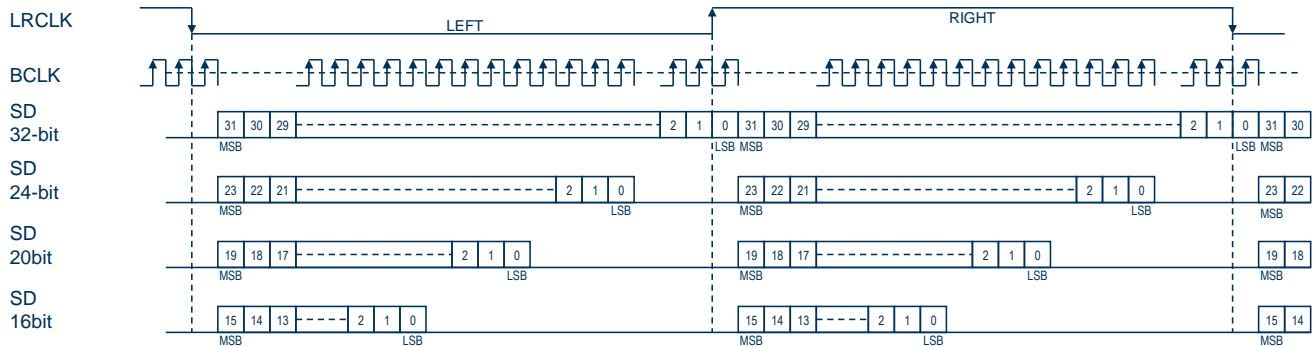 LRCLK LEFT RIGHT
BCLK
SD
32-bit 31 30 29 2 1 0 31 30 29 2 1 0 31 30
MSB LSB MSB LSB MSB
SD
24-bit 23 22 21 2 1 0 23 22 21 2 1 0 23 22
MSB LSB MSB LSB MSB
SD
20bit 19 18 17 2 1 0 19 18 17 2 1 0 19 18
MSB LSB MSB LSB MSB
SD
16bit 15 14 13 2 1 0 15 14 13 2 1 0 15 14
MSB LSB MSB LSB MSB